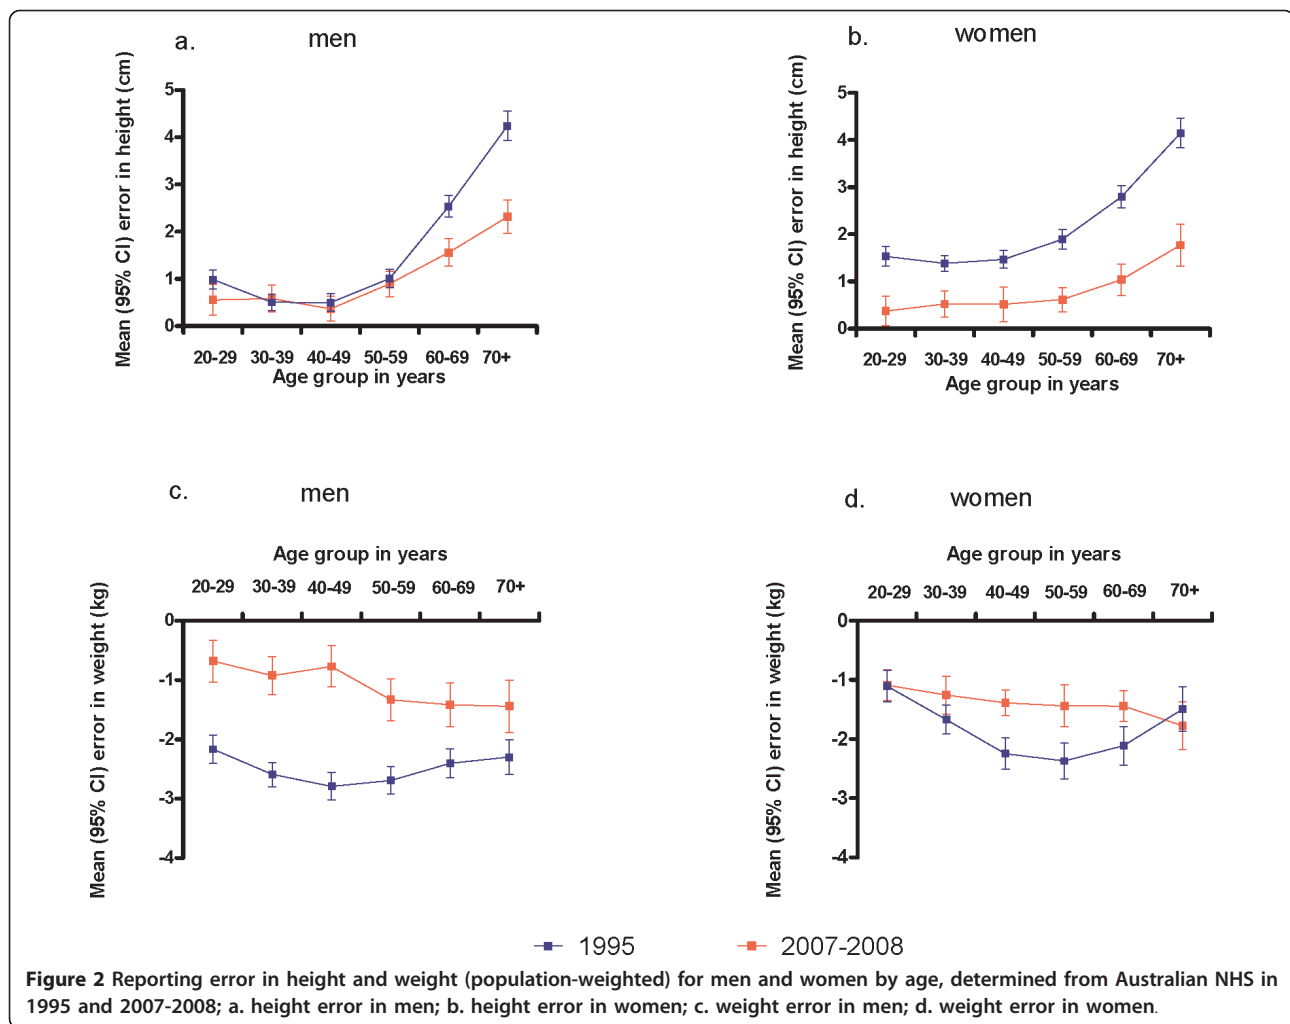 a. men
Mean (95% CI) error in height (cm)
5
4
3
2
1
0
20-29 30-39 40-49 50-59 60-69 70+
Age group in years
b. women
Mean (95% CI) error in height (cm)
5
4
3
2
1
0
20-29 30-39 40-49 50-59 60-69 70+
Age group in years
c. men
Age group in years
20-29 30-39 40-49 50-59 60-69 70+
Mean (95% CI) error in weight (kg)
0
-1
-2
-3
-4
d. women
Age group in years
20-29 30-39 40-49 50-59 60-69 70+
Mean (95% CI) error in weight (kg)
0
-1
-2
-3
-4
1995 2007-2008
Figure 2 Reporting error in height and weight (population-weighted) for men and women by age, determined from Australian NHS in
1995 and 2007-2008; a. height error in men; b. height error in women; c. weight error in men; d. weight error in women.